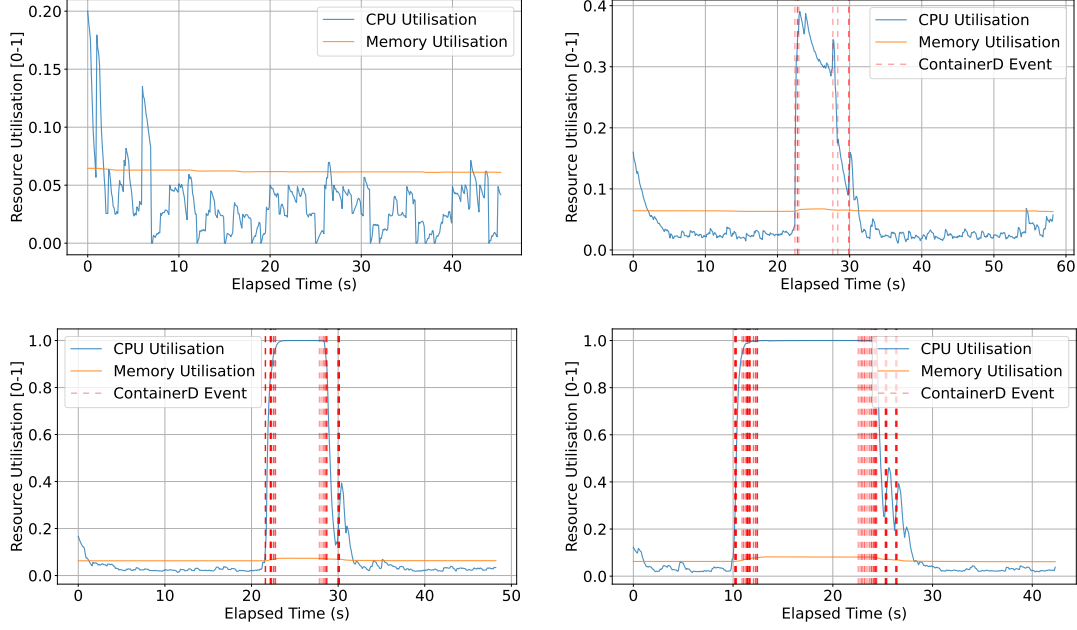 Resource Utilisation [0-1]
0.20
0.15
0.10
0.05
0.00
CPU Utilisation
Memory Utilisation
0 10 20 30 40
Elapsed Time (s)
Resource Utilisation [0-1]
0.4
0.3
0.2
0.1
0.0
CPU Utilisation
Memory Utilisation
ContainerD Event
0 10 20 30 40 50 60
Elapsed Time (s)
Resource Utilisation [0-1]
1.0
0.8
0.6
0.4
0.2
0.0
CPU Utilisation
Memory Utilisation
ContainerD Event
0 10 20 30 40 50
Elapsed Time (s)
Resource Utilisation [0-1]
1.0
0.8
0.6
0.4
0.2
0.0
CPU Utilisation
Memory Utilisation
ContainerD Event
0 10 20 30 40
Elapsed Time (s)